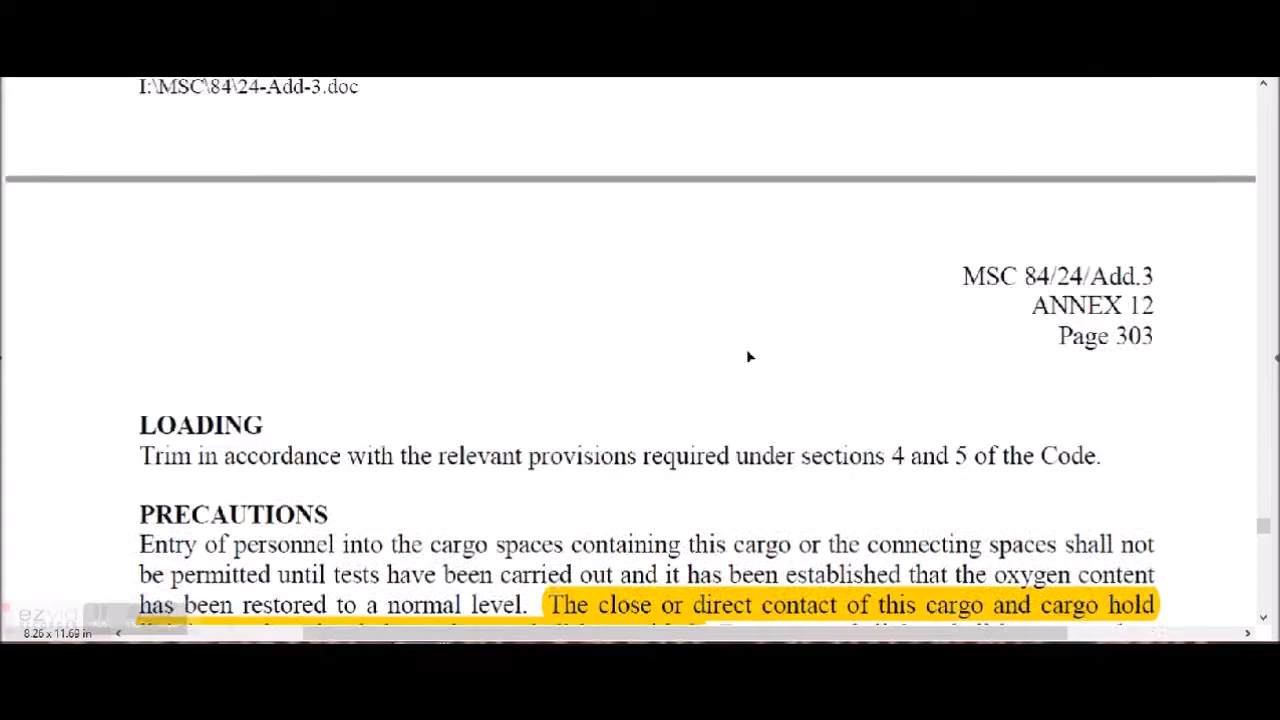 I:\MSC\84\24-Add-3.doc
MSC 84/24/Add.3
ANNEX 12
Page 303
LOADING
Trim in accordance with the relevant provisions required under sections 4 and 5 of the Code.
PRECAUTIONS
Entry of personnel into the cargo spaces containing this cargo or the connecting spaces shall not
be permitted until tests have been carried out and it has been established that the oxygen content
has been restored to a normal level. The close or direct contact of this cargo and cargo hold
ezvid
8.26 x 11.69 in